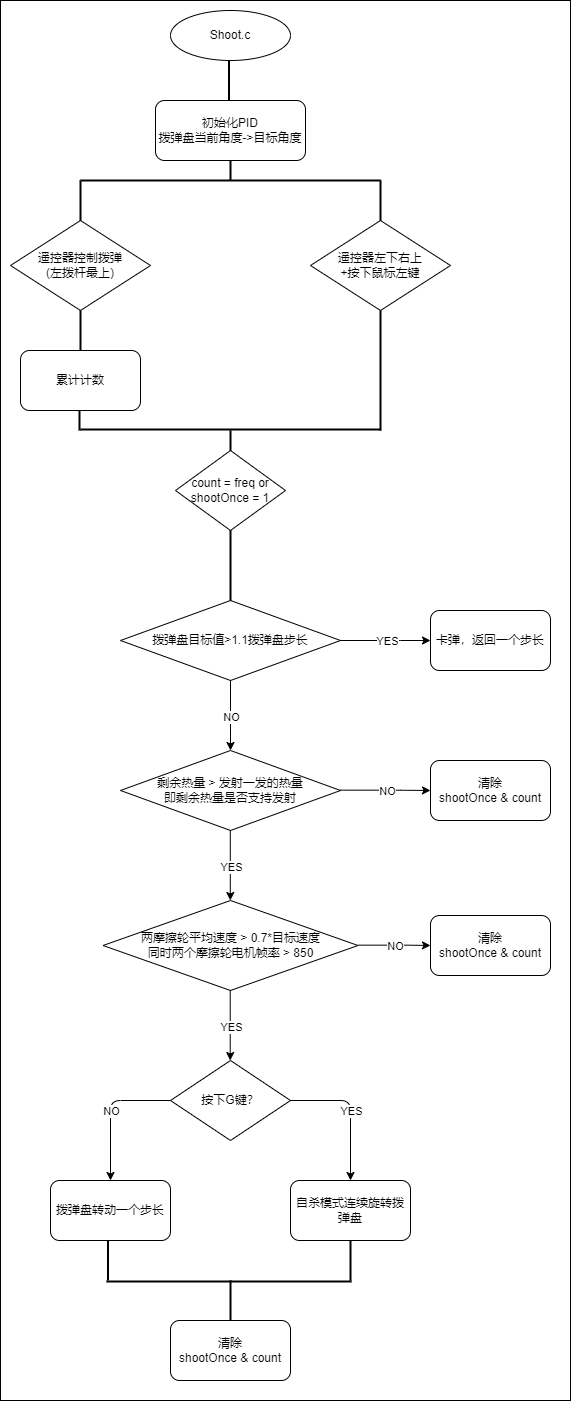 Shoot.c
初始化PID
拨弹盘当前角度->目标角度
遥控器控制拨弹
(左拨杆最上)
遥控器左下右上
+按下鼠标左键
累计计数
count = freq or
shootOnce = 1
拨弹盘目标值>1.1拨弹盘步长
YES
卡弹，返回一个步长
NO
剩余热量 > 发射一发的热量
即剩余热量是否支持发射
NO
清除
shootOnce & count
YES
两摩擦轮平均速度 > 0.7*目标速度
同时两个摩擦轮电机帧率 > 850
NO
清除
shootOnce & count
YES
按下G键?
NO
YES
拨弹盘转动一个步长
自杀模式连续旋转拨
弹盘
清除
shootOnce & count